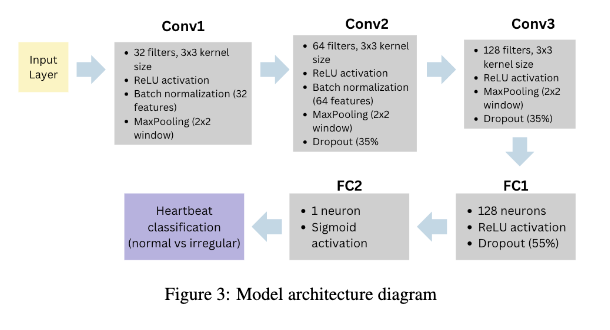 Conv1
Conv2
Conv3
Input
Layer
• 32 filters, 3x3 kernel
size
• ReLU activation
• Batch normalization (32
features)
• MaxPooling (2x2
window)
• 64 filters, 3x3 kernel
size
• ReLU activation
• Batch normalization
(64 features)
• MaxPooling (2x2
window)
• Dropout (35%
• 128 filters, 3x3
kernel size
• ReLU activation
• MaxPooling (2x2
window)
• Dropout (35%)
FC1
• 128 neurons
• ReLU activation
• Dropout (55%)
FC2
• 1 neuron
• Sigmoid
activation
Heartbeat
classification
(normal vs irregular)
Figure 3: Model architecture diagram